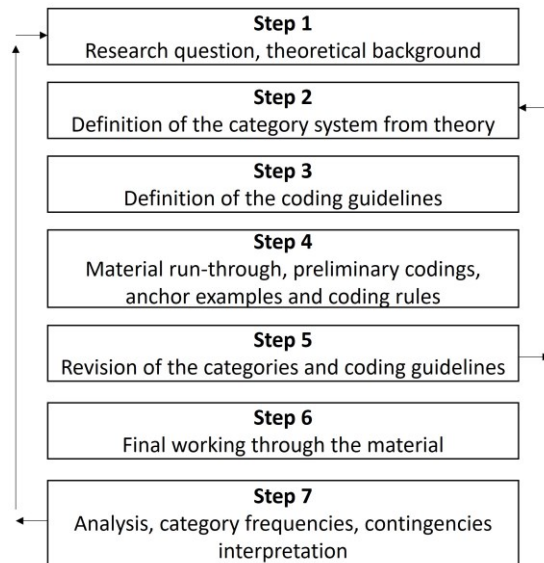 Step 1
Research question, theoretical background
Step 2
Definition of the category system from theory
Step 3
Definition of the coding guidelines
Step 4
Material run-through, preliminary codings,
anchor examples and coding rules
Step 5
Revision of the categories and coding guidelines
Step 6
Final working through the material
Step 7
Analysis, category frequencies, contingencies
interpretation